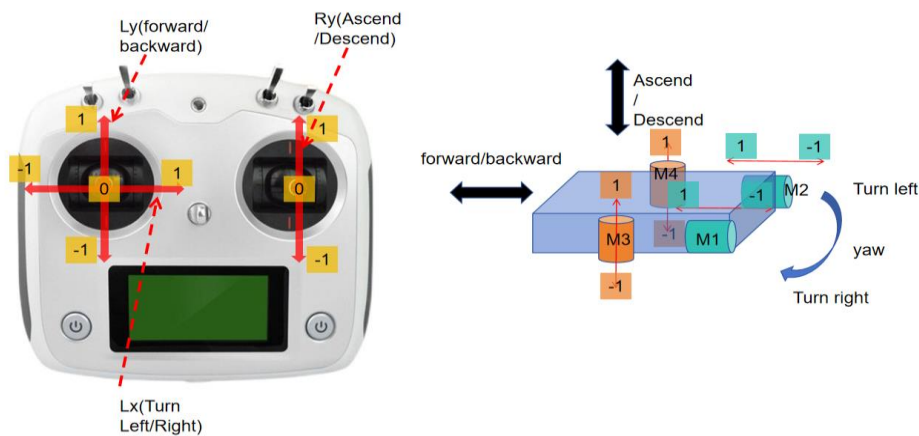 Ly(forward/
backward)
Ry(Ascend
/Descend)
1
1
-1
0
1
0
-1
-1
Lx(Turn
Left/Right)
Ascend
/
Descend
forward/backward
1
M4
1
-1
1
1
-1
M2
Turn left
M3
-1
M1
yaw
-1
Turn right